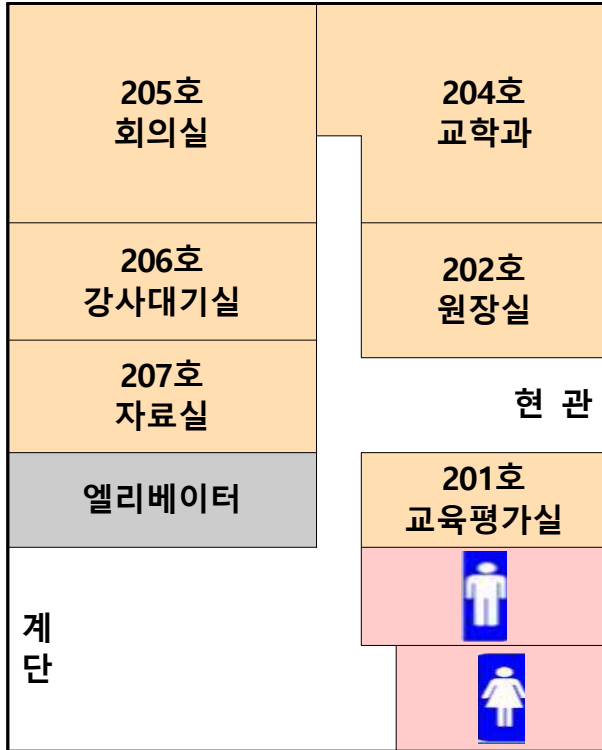 205호
회의실
204호
교학과
206호
강사대기실
202호
원장실
207호
자료실
현 관
엘리베이터
201호
교육평가실
계
단